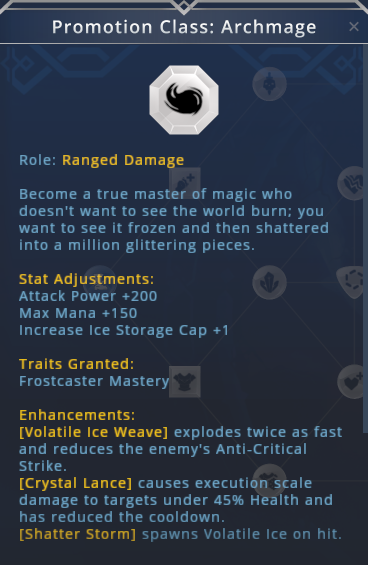 Promotion Class: Archmage
Role: Ranged Damage
Become a true master of magic who
doesn't want to see the world burn; you
want to see it frozen and then shattered
into a million glittering pieces.
Stat Adjustments:
Attack Power +200
Max Mana +150
Increase Ice Storage Cap +1
Traits Granted:
Frostcaster Mastery
Enhancements:
[Volatile Ice Weave] explodes twice as fast
and reduces the enemy's Anti-Critical
Strike.
[Crystal Lance] causes execution scale
damage to targets under 45% Health and
has reduced the cooldown.
[Shatter Storm] spawns Volatile Ice on hit.